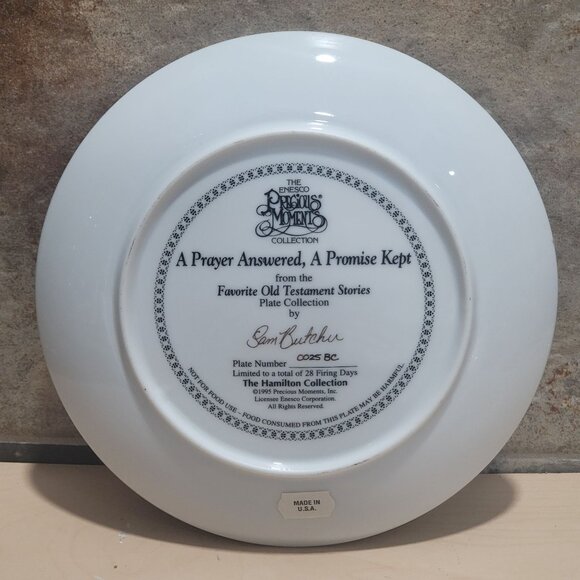 THE
ENESCO
PRECIOUS
MOMENTS
COLLECTION
A Prayer Answered, A Promise Kept
from the
Favorite Old Testament Stories
Plate Collection
by
Sam Butcher
Plate Number 0025 BC
Limited to a total of 28 Firing Days
The Hamilton Collection
©1995 Precious Moments, Inc.
Licensee Enesco Corporation.
All Rights Reserved.
NOT FOR FOOD USE – FOOD CONSUMED FROM THIS PLATE MAY BE HARMFUL
MADE IN
U.S.A.